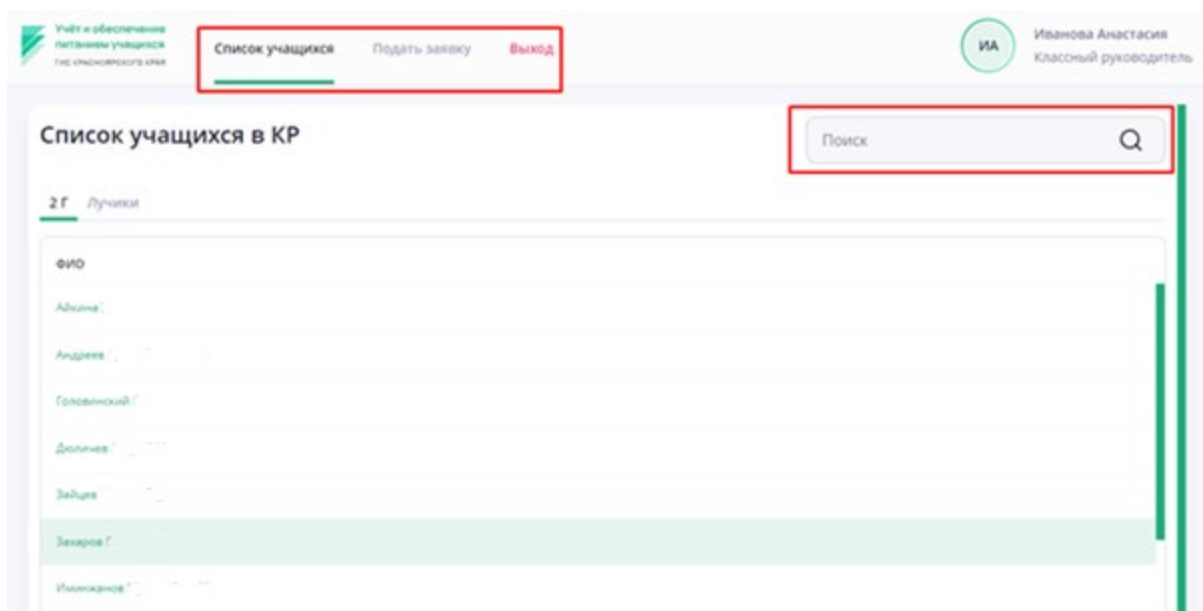 Учёт и обеспечение
питанием учащихся
ГИС КРАСНОЯРСКОГО КРАЯ
Список учащихся Подать заявку Выход
ИА
Иванова Анастасия
Классный руководитель
Список учащихся в КР
Поиск
2 Г Лучики
ФИО
Айкина
Андреев
Головинский
Дюличев
Зайцев
Захаров